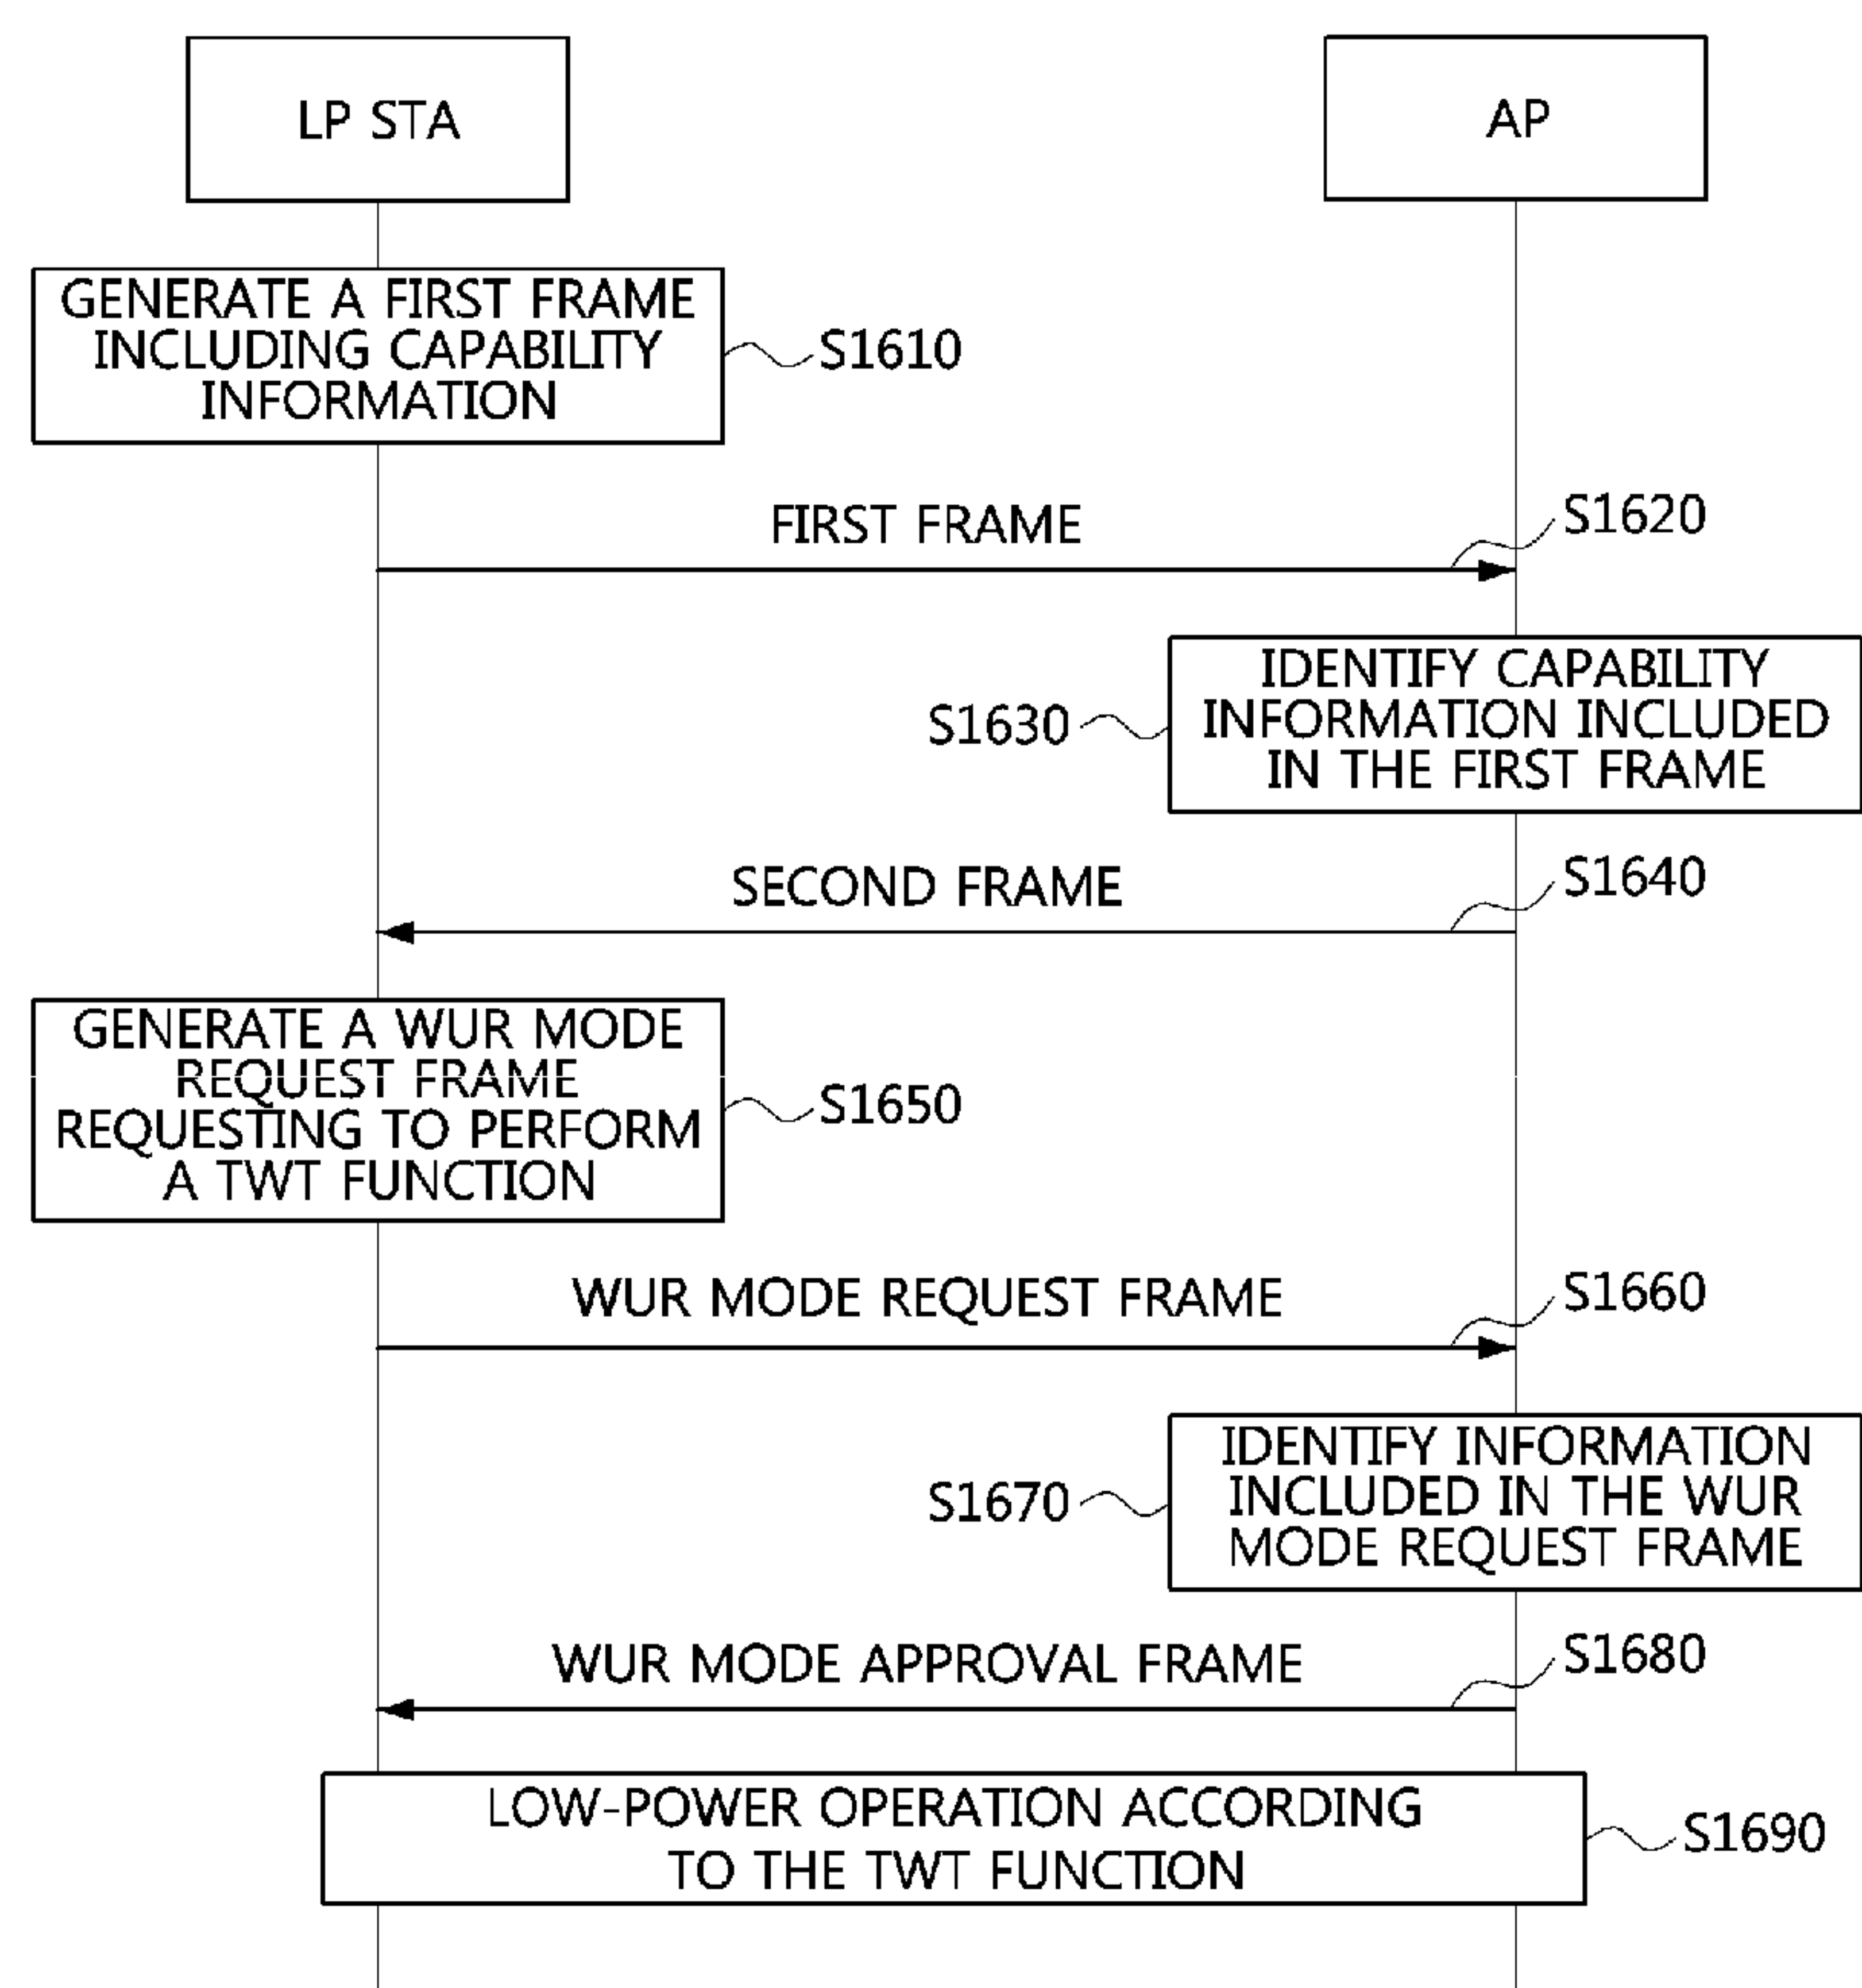 LP STA
AP
GENERATE A FIRST FRAME
INCLUDING CAPABILITY
INFORMATION
S1610
FIRST FRAME
S1620
IDENTIFY CAPABILITY
INFORMATION INCLUDED
IN THE FIRST FRAME
S1630
SECOND FRAME
S1640
GENERATE A WUR MODE
REQUEST FRAME
REQUESTING TO PERFORM
A TWT FUNCTION
S1650
WUR MODE REQUEST FRAME
S1660
IDENTIFY INFORMATION
INCLUDED IN THE WUR
MODE REQUEST FRAME
S1670
WUR MODE APPROVAL FRAME
S1680
LOW-POWER OPERATION ACCORDING
TO THE TWT FUNCTION
S1690